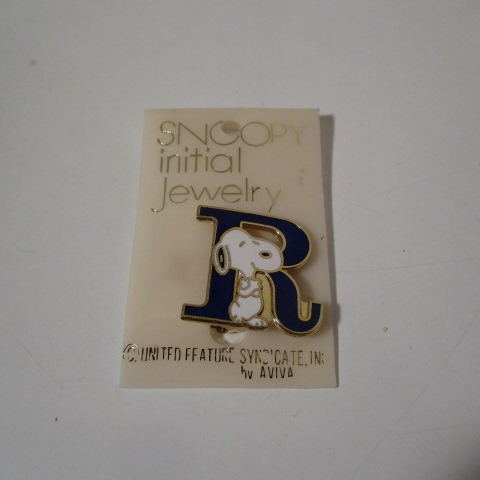 SNOOPY
initial
Jewelry
R
© UNITED FEATURE SYNDICATE, INC
by AVIVA